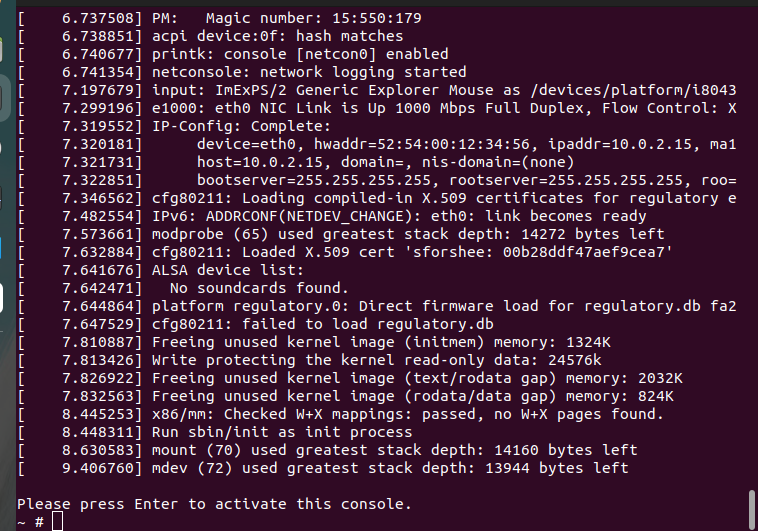 [    6.737508] PM:   Magic number: 15:550:179
[    6.738851] acpi device:0f: hash matches
[    6.740677] printk: console [netcon0] enabled
[    6.741354] netconsole: network logging started
[    7.197679] input: ImExPS/2 Generic Explorer Mouse as /devices/platform/i8043
[    7.299196] e1000: eth0 NIC Link is Up 1000 Mbps Full Duplex, Flow Control: X
[    7.319552] IP-Config: Complete:
[    7.320181]      device=eth0, hwaddr=52:54:00:12:34:56, ipaddr=10.0.2.15, ma1
[    7.321731]      host=10.0.2.15, domain=, nis-domain=(none)
[    7.322851]      bootserver=255.255.255.255, rootserver=255.255.255.255, roo=
[    7.346562] cfg80211: Loading compiled-in X.509 certificates for regulatory e
[    7.482554] IPv6: ADDRCONF(NETDEV_CHANGE): eth0: link becomes ready
[    7.573661] modprobe (65) used greatest stack depth: 14272 bytes left
[    7.632884] cfg80211: Loaded X.509 cert 'sforshee: 00b28ddf47aef9cea7'
[    7.641676] ALSA device list:
[    7.642471]   No soundcards found.
[    7.644864] platform regulatory.0: Direct firmware load for regulatory.db fa2
[    7.647529] cfg80211: failed to load regulatory.db
[    7.810887] Freeing unused kernel image (initmem) memory: 1324K
[    7.813426] Write protecting the kernel read-only data: 24576k
[    7.826922] Freeing unused kernel image (text/rodata gap) memory: 2032K
[    7.832563] Freeing unused kernel image (rodata/data gap) memory: 824K
[    8.445253] x86/mm: Checked W+X mappings: passed, no W+X pages found.
[    8.448311] Run sbin/init as init process
[    8.630583] mount (70) used greatest stack depth: 14160 bytes left
[    9.406760] mdev (72) used greatest stack depth: 13944 bytes left
Please press Enter to activate this console.
~ #